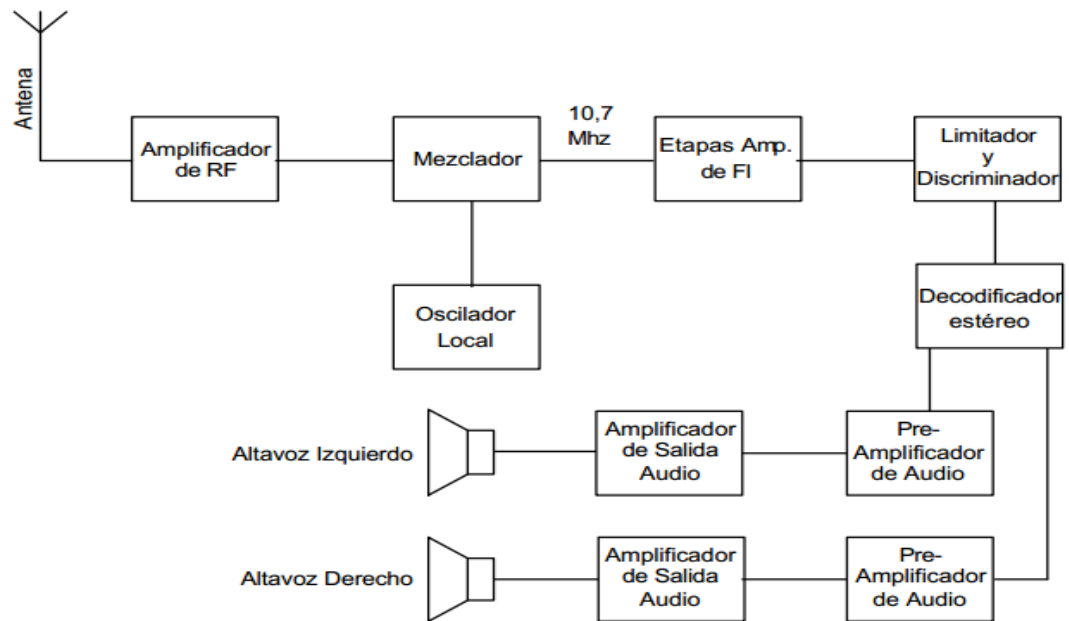 Antena
Amplificador
de RF
Mezclador
10,7
Mhz
Etapas Amp.
de FI
Limitador
y
Discriminador
Oscilador
Local
Decodificador
estéreo
Altavoz Izquierdo
Amplificador
de Salida
Audio
Pre-
Amplificador
de Audio
Altavoz Derecho
Amplificador
de Salida
Audio
Pre-
Amplificador
de Audio